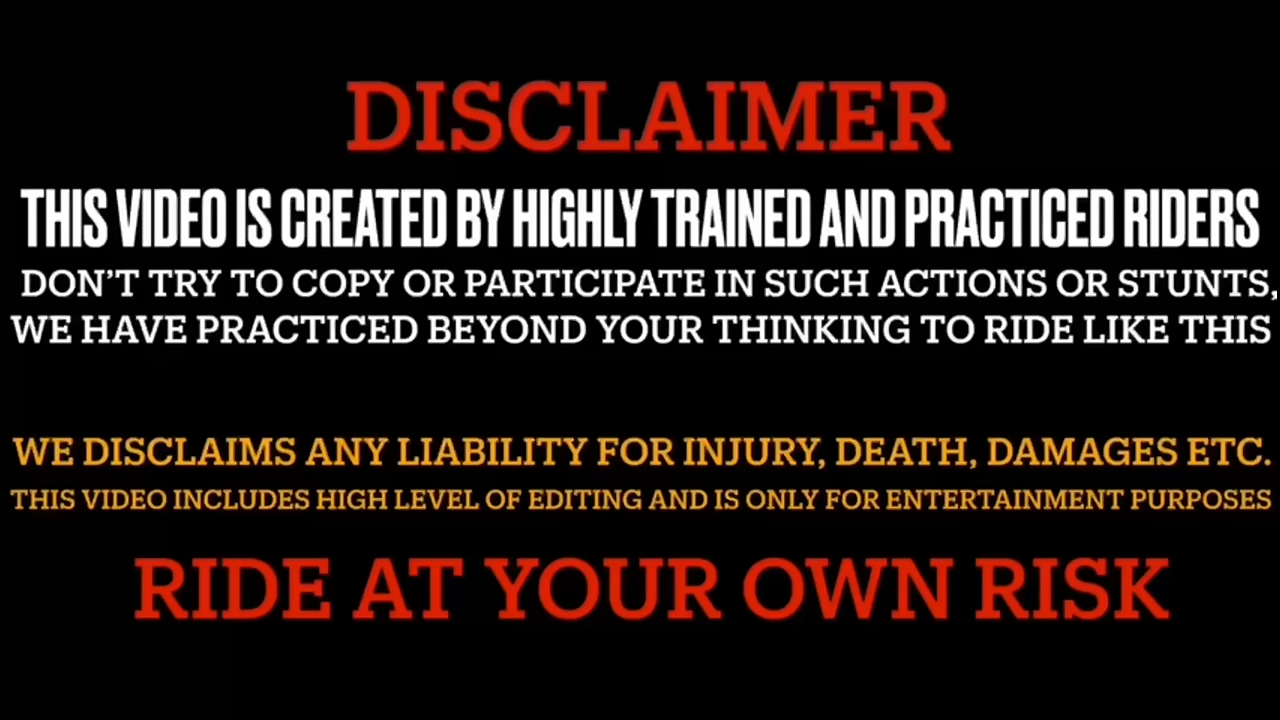 DISCLAIMER
THIS VIDEO IS CREATED BY HIGHLY TRAINED AND PRACTICED RIDERS
DON'T TRY TO COPY OR PARTICIPATE IN SUCH ACTIONS OR STUNTS,
WE HAVE PRACTICED BEYOND YOUR THINKING TO RIDE LIKE THIS
WE DISCLAIMS ANY LIABILITY FOR INJURY, DEATH, DAMAGES ETC.
THIS VIDEO INCLUDES HIGH LEVEL OF EDITING AND IS ONLY FOR ENTERTAINMENT PURPOSES
RIDE AT YOUR OWN RISK